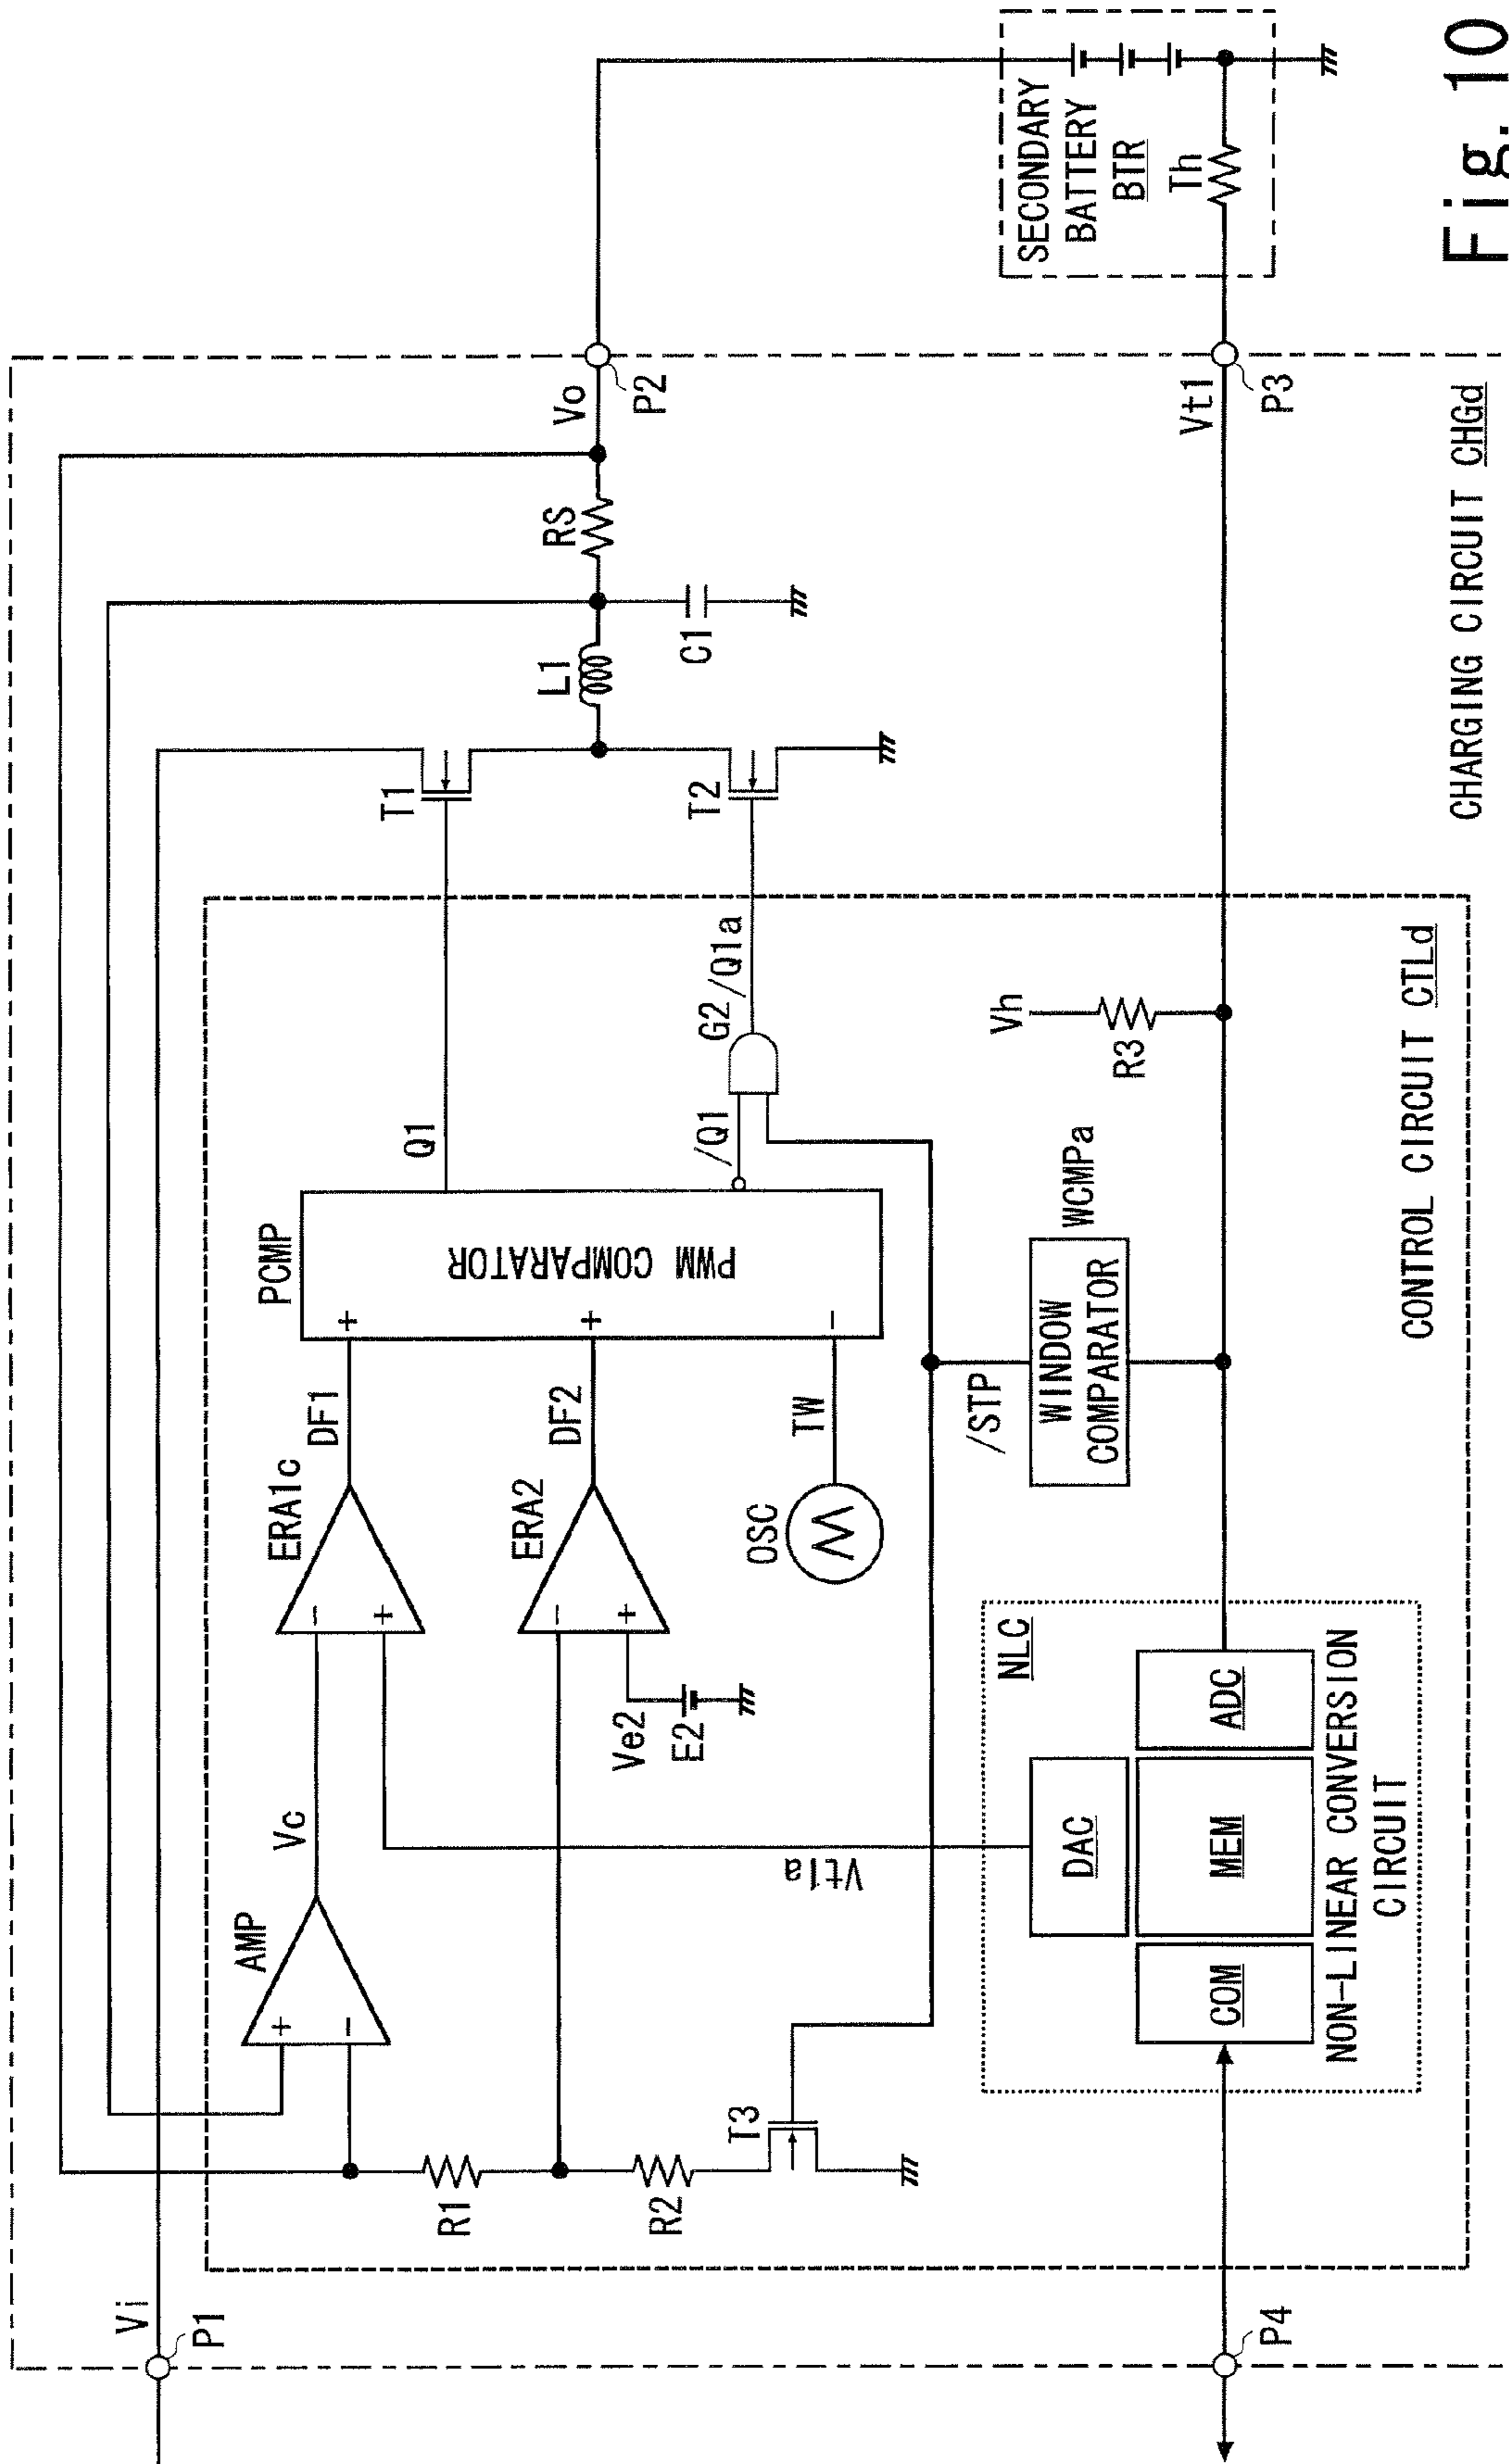 Vi
P1
Vo
P2
RS
L1
C1
T1
T2
AMP
Vc
ERA1c
DF1
PCMP
PWM COMPARATOR
+
+
-
Q1
/Q1
G2
/Q1a
+
-
-
+
-
+
ERA2
DF2
Ve2
E2
OSC
TW
R1
R2
T3
/STP
WINDOW
COMPARATOR
WCMPa
Vh
R3
Vt1a
NLC
DAC
COM
MEM
ADC
NON-LINEAR CONVERSION
CIRCUIT
P4
Vt1
P3
SECONDARY
BATTERY
BTR
Th
CONTROL CIRCUIT CTLd
CHARGING CIRCUIT CHGd
Fig. 10